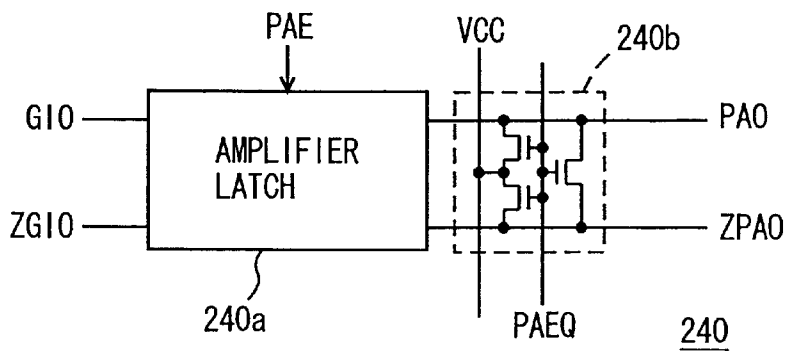 PAE
VCC
240b
GIO
PAO
AMPLIFIER
LATCH
ZGIO
ZPAO
240a
PAEQ
240